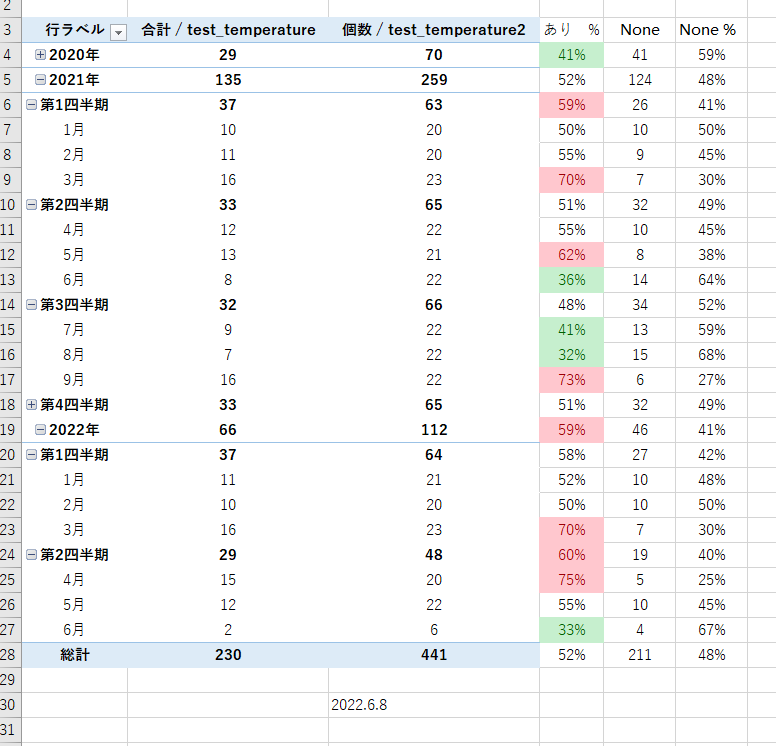 2
3 行ラベル 合計 / test_temperature 個数 / test_temperature2 あり % None None %
4 2020年 29 70 41% 41 59%
5 2021年 135 259 52% 124 48%
6 第1四半期 37 63 59% 26 41%
7 1月 10 20 50% 10 50%
8 2月 11 20 55% 9 45%
9 3月 16 23 70% 7 30%
10 第2四半期 33 65 51% 32 49%
11 4月 12 22 55% 10 45%
12 5月 13 21 62% 8 38%
13 6月 8 22 36% 14 64%
14 第3四半期 32 66 48% 34 52%
15 7月 9 22 41% 13 59%
16 8月 7 22 32% 15 68%
17 9月 16 22 73% 6 27%
18 第4四半期 33 65 51% 32 49%
19 2022年 66 112 59% 46 41%
20 第1四半期 37 64 58% 27 42%
21 1月 11 21 52% 10 48%
22 2月 10 20 50% 10 50%
23 3月 16 23 70% 7 30%
24 第2四半期 29 48 60% 19 40%
25 4月 15 20 75% 5 25%
26 5月 12 22 55% 10 45%
27 6月 2 6 33% 4 67%
28 総計 230 441 52% 211 48%
29
30 2022.6.8
31